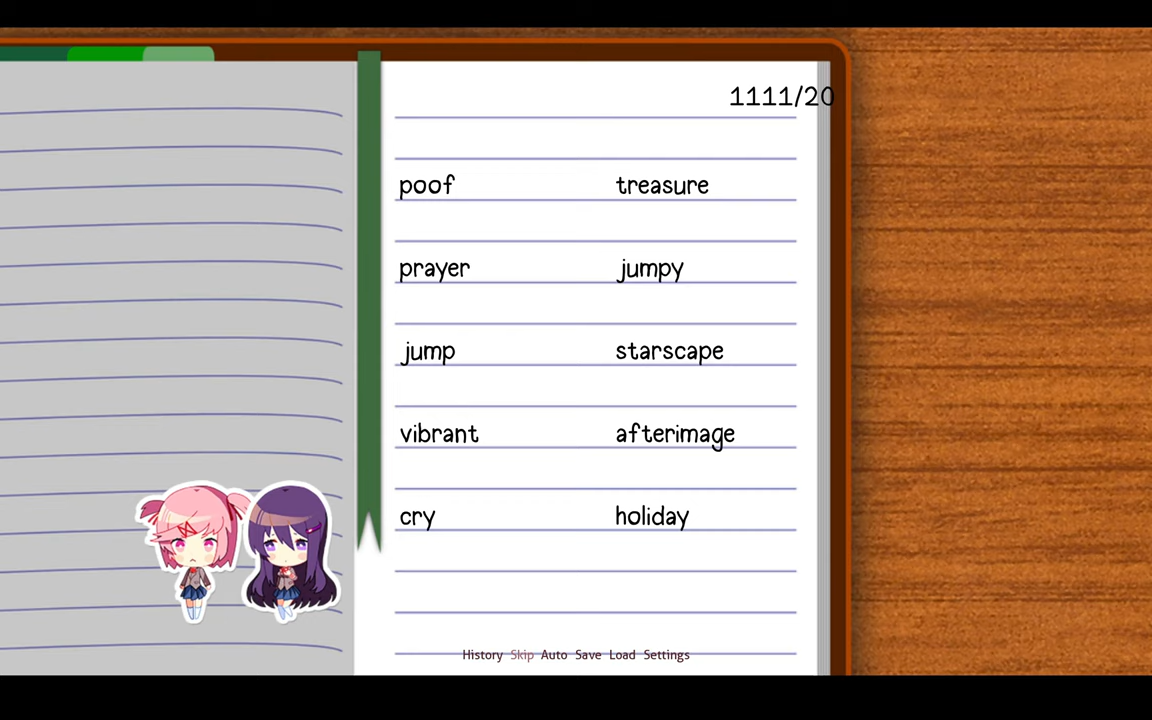 1111/20
poof treasure
prayer jumpy
jump starscape
vibrant afterimage
cry holiday
History Skip Auto Save Load Settings